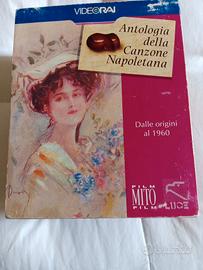 VIDEORAI
Antologia
della
Canzone
Napoletana
Dalle origini
al 1960
FILM
MITO
FILM
LUCE